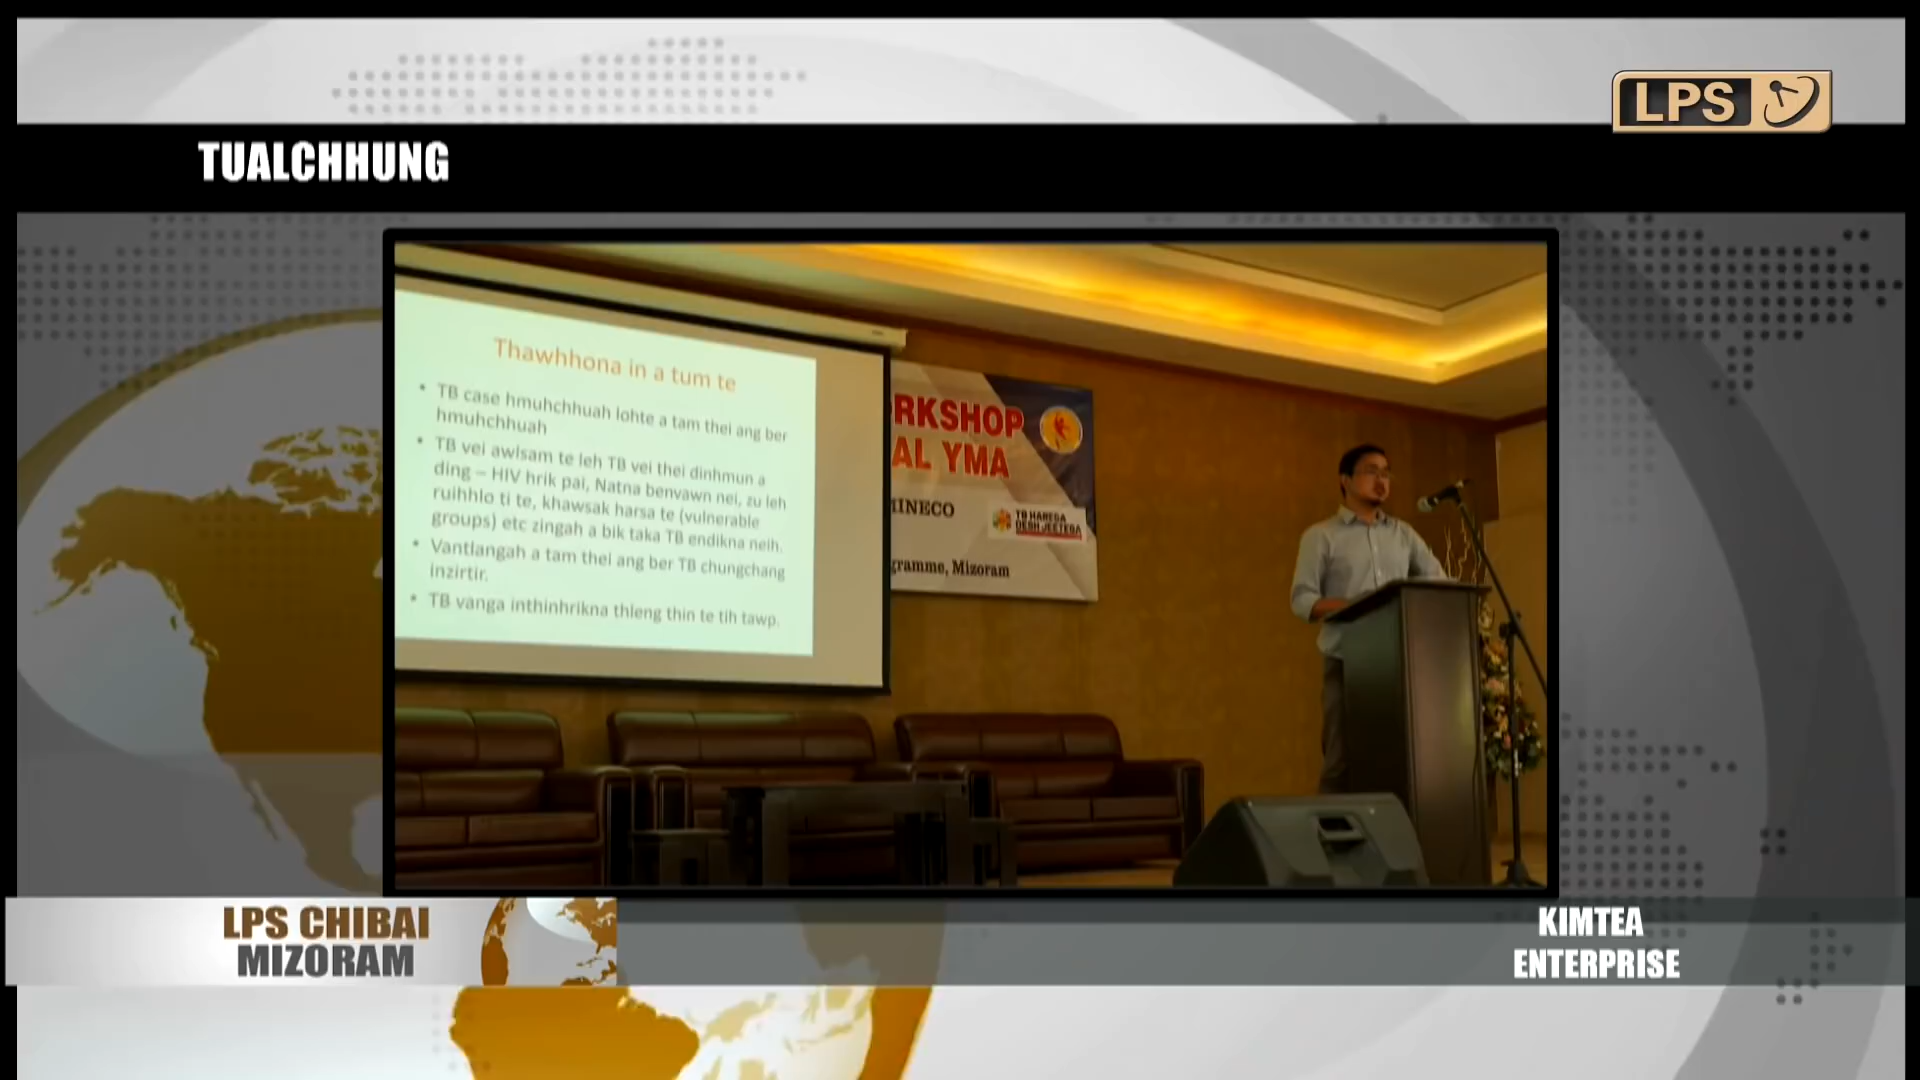 LPS
TUALCHHUNG
Thawhhona in a tum te
• TB case hmuhchhuah lohte a tam thei ang ber
hmuhchhuah
• TB vei awlsam te leh TB vei thei dinhmun a
ding – HIV hrik pai, Natna benvawn nei, zu leh
ruihhlo ti te, khawsak harsa te (vulnerable
groups) etc zingah a bik taka TB endikna neih.
• Vantlangah a tam thei ang ber TB chungchang
inzirtir.
• TB vanga inthinhrikna thleng thin te tih tawp.
RKSHOP
AL YMA
INECO
TB HAREGA
DESH JEETEGA
gramme, Mizoram
LPS CHIBAI
MIZORAM
KIMTEA
ENTERPRISE